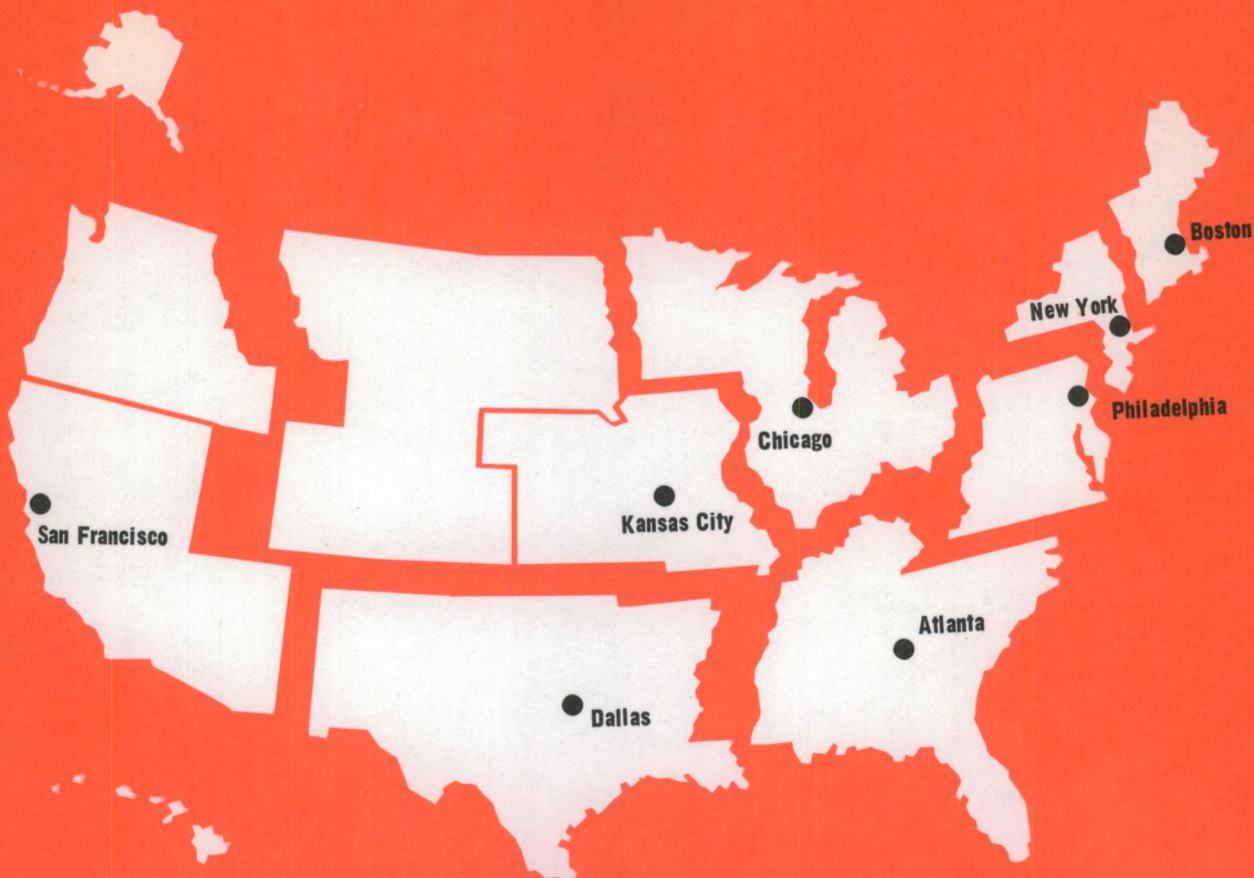 Boston
New York
Philadelphia
Chicago
San Francisco
Kansas City
Atlanta
Dallas